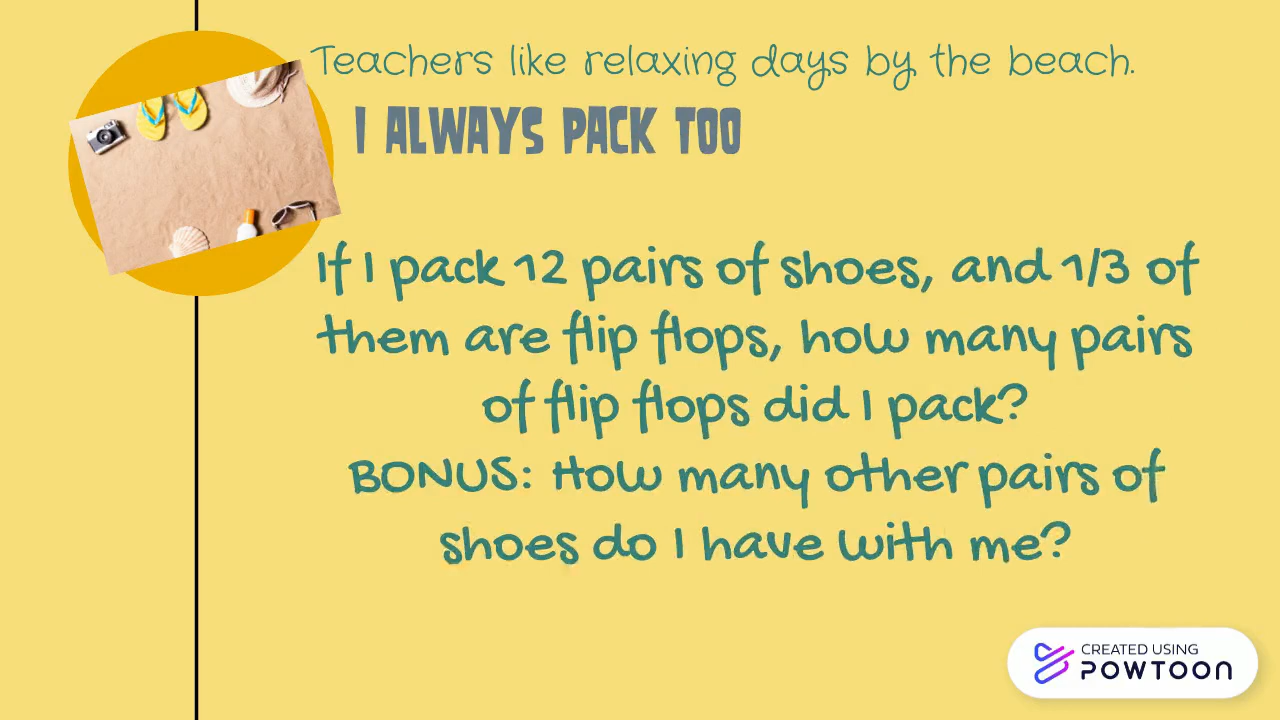 Teachers like relaxing days by the beach.
I ALWAYS PACK TOO
If I pack 12 pairs of shoes, and 1/3 of
them are flip flops, how many pairs
of flip flops did I pack?
BONUS: How many other pairs of
shoes do I have with me?
CREATED USING
POWTOON